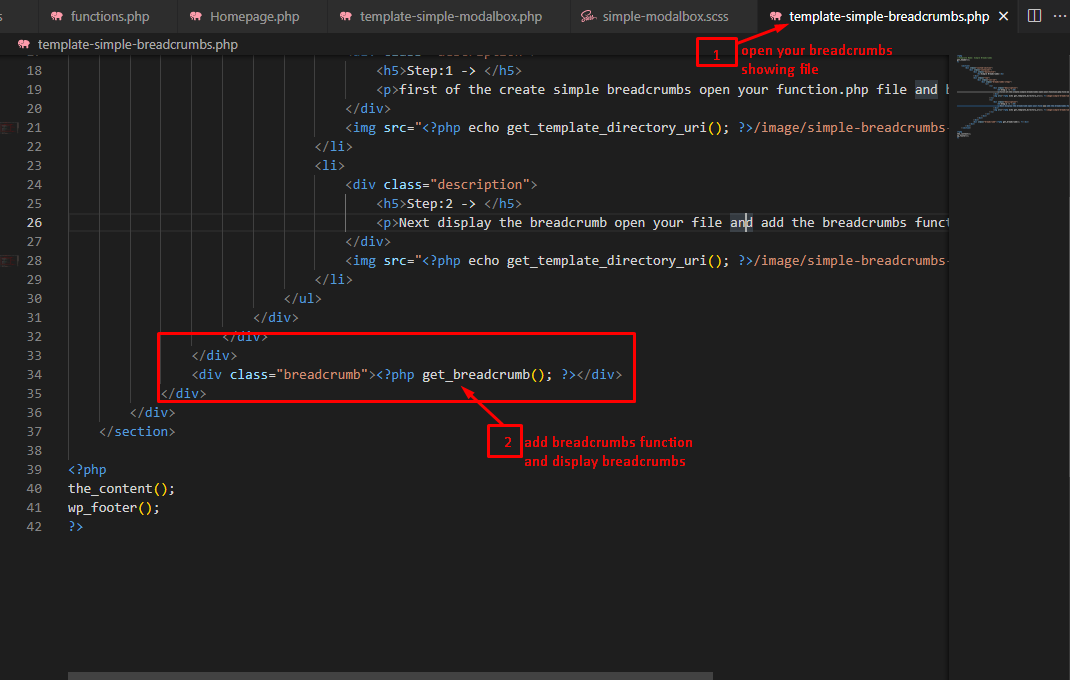 functions.php Homepage.php template-simple-modalbox.php simple-modalbox.scss template-simple-breadcrumbs.php
template-simple-breadcrumbs.php
1 open your breadcrumbs
showing file
18 <h5>Step:1 -> </h5>
19 <p>first of the create simple breadcrumbs open your function.php file and
20 </div>
21 <img src="<?php echo get_template_directory_uri(); ?>/image/simple-breadcrumbs-
22 </li>
23 <li>
24 <div class="description">
25 <h5>Step:2 -> </h5>
26 <p>Next display the breadcrumb open your file and add the breadcrumbs funct
27 </div>
28 <img src="<?php echo get_template_directory_uri(); ?>/image/simple-breadcrumbs-
29 </li>
30 </ul>
31 </div>
32 </div>
33 </div>
34 <div class="breadcrumb"><?php get_breadcrumb(); ?></div>
35 </div>
36 </div>
37 </section>
2 add breadcrumbs function
and display breadcrumbs
38
39 <?php
40 the_content();
41 wp_footer();
42 ?>